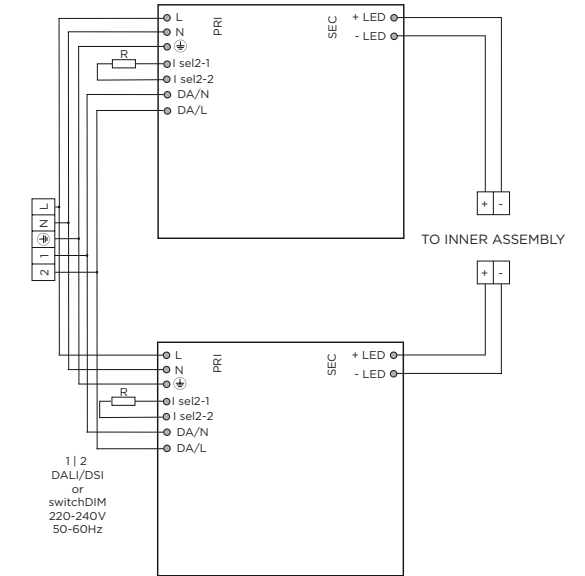 L
N
R
I sel2-1
I sel2-2
DA/N
DA/L
PRI
SEC
+ LED
- LED
+ -
L
N
1
2
TO INNER ASSEMBLY
+ -
L
N
R
I sel2-1
I sel2-2
DA/N
DA/L
PRI
SEC
+ LED
- LED
1 | 2
DALI/DSI
or
switchDIM
220-240V
50-60Hz